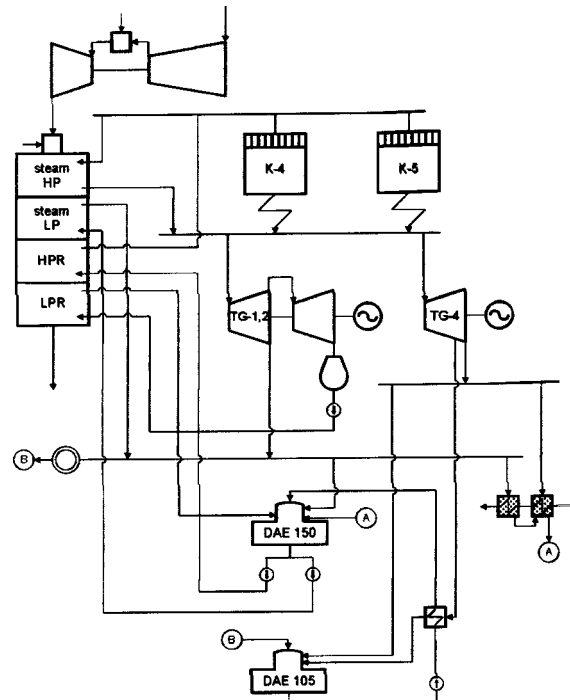 steam
HP
K-4
K-5
steam
LP
HPR
LPR
TG-1,2
TG-4
B
A
DAE 150
A
B
DAE 105